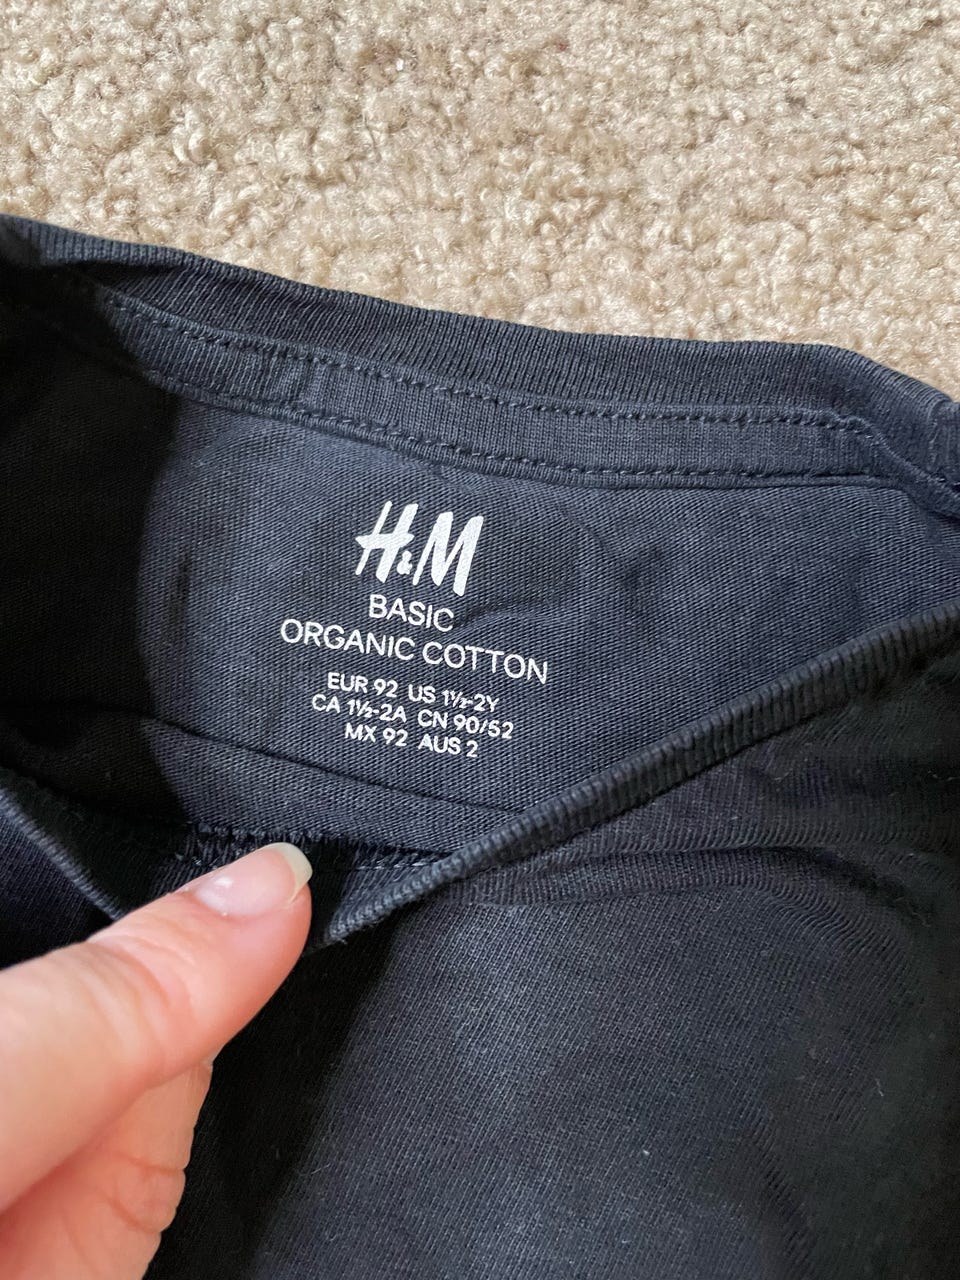 H&M
BASIC
ORGANIC COTTON
EUR 92 US 1½-2Y
CA 1½-2A CN 90/52
MX 92 AUS 2